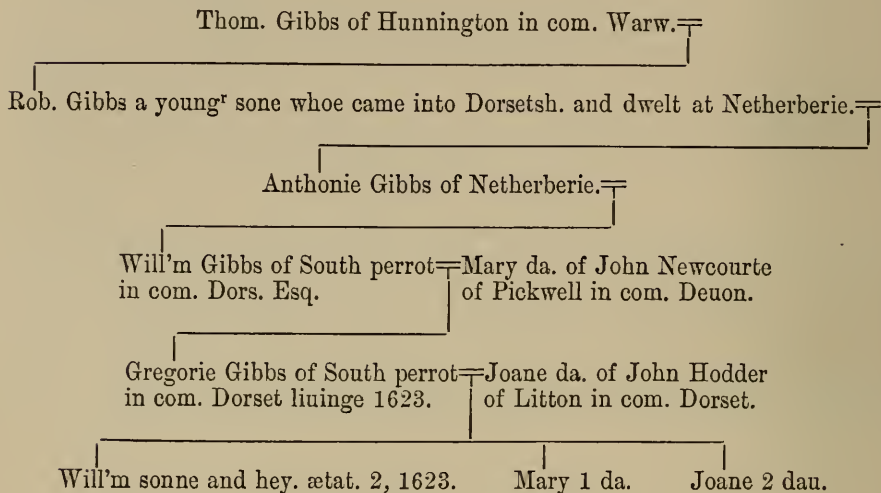 Thom. Gibbs of Hunnington in com. Warw.
Rob. Gibbs a youngʳ sone whoe came into Dorsetsh. and dwelt at Netherberie.
Anthonie Gibbs of Netherberie.
Will'm Gibbs of South perrot
in com. Dors. Esq.
Mary da. of John Newcourte
of Pickwell in com. Deuon.
Gregorie Gibbs of South perrot
in com. Dorset liuinge 1623.
Joane da. of John Hodder
of Litton in com. Dorset.
Will'm sonne and hey. ætat. 2, 1623.
Mary 1 da.
Joane 2 dau.